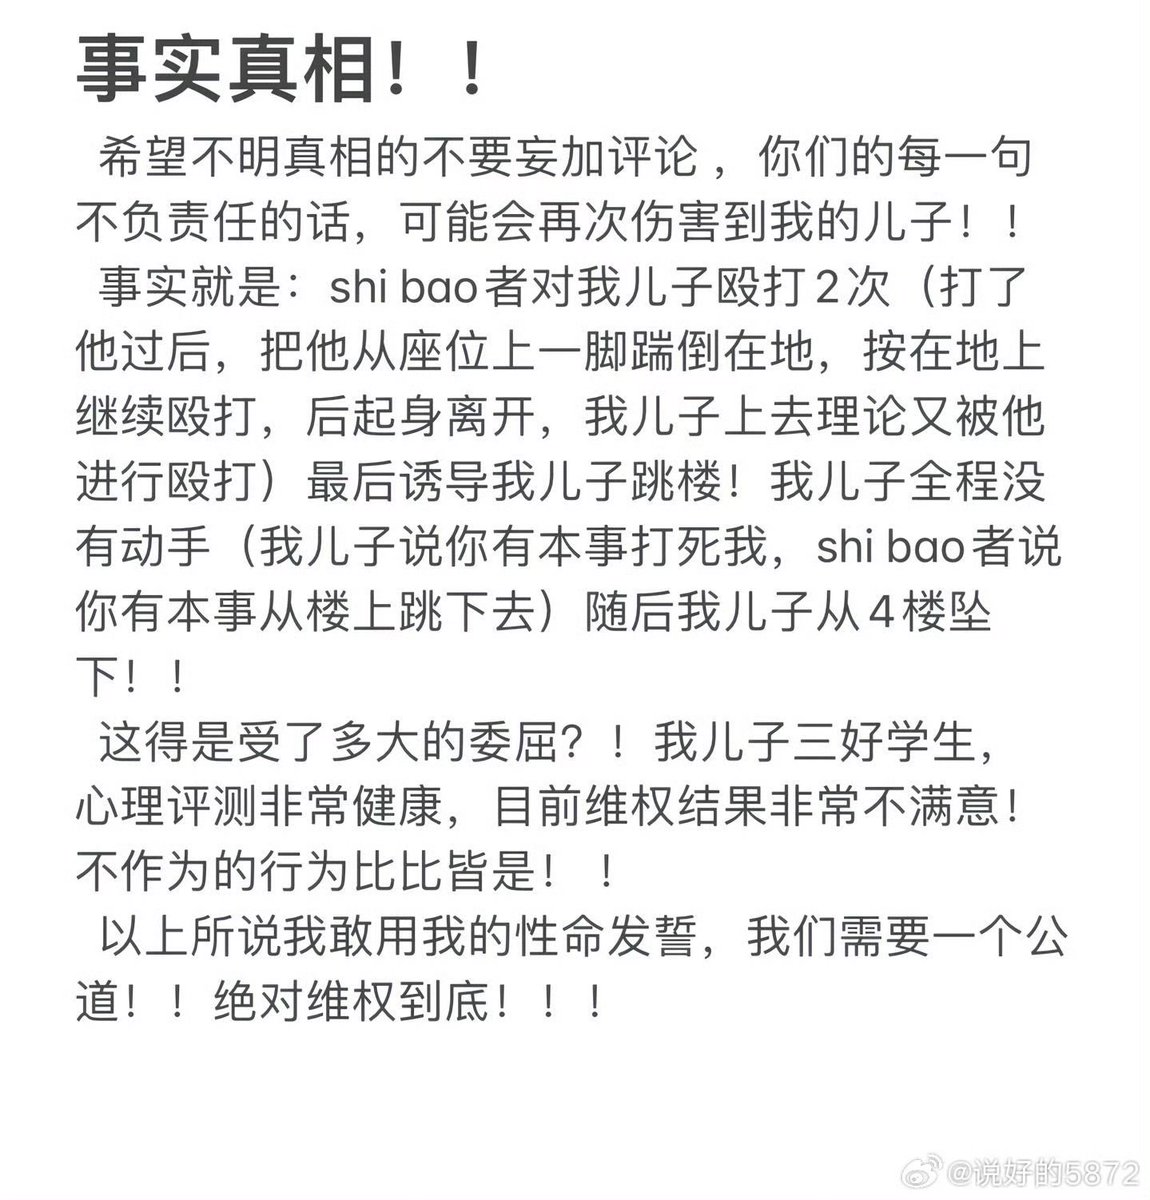 事实真相！！
希望不明真相的不要妄加评论，你们的每一句
不负责任的话，可能会再次伤害到我的儿子！！
事实就是：shi bao者对我儿子殴打2次（打了
他过后，把他从座位上一脚踹倒在地，按在地上
继续殴打，后起身离开，我儿子上去理论又被他
进行殴打）最后诱导我儿子跳楼！我儿子全程没
有动手（我儿子说你有本事打死我，shi bao者说
你有本事从楼上跳下去）随后我儿子从4楼坠
下！！
这得是受了多大的委屈？！我儿子三好学生，
心理评测非常健康，目前维权结果非常不满意！
不作为的行为比比皆是！！
以上所说我敢用我的性命发誓，我们需要一个公
道！！绝对维权到底！！！
@说好的5872